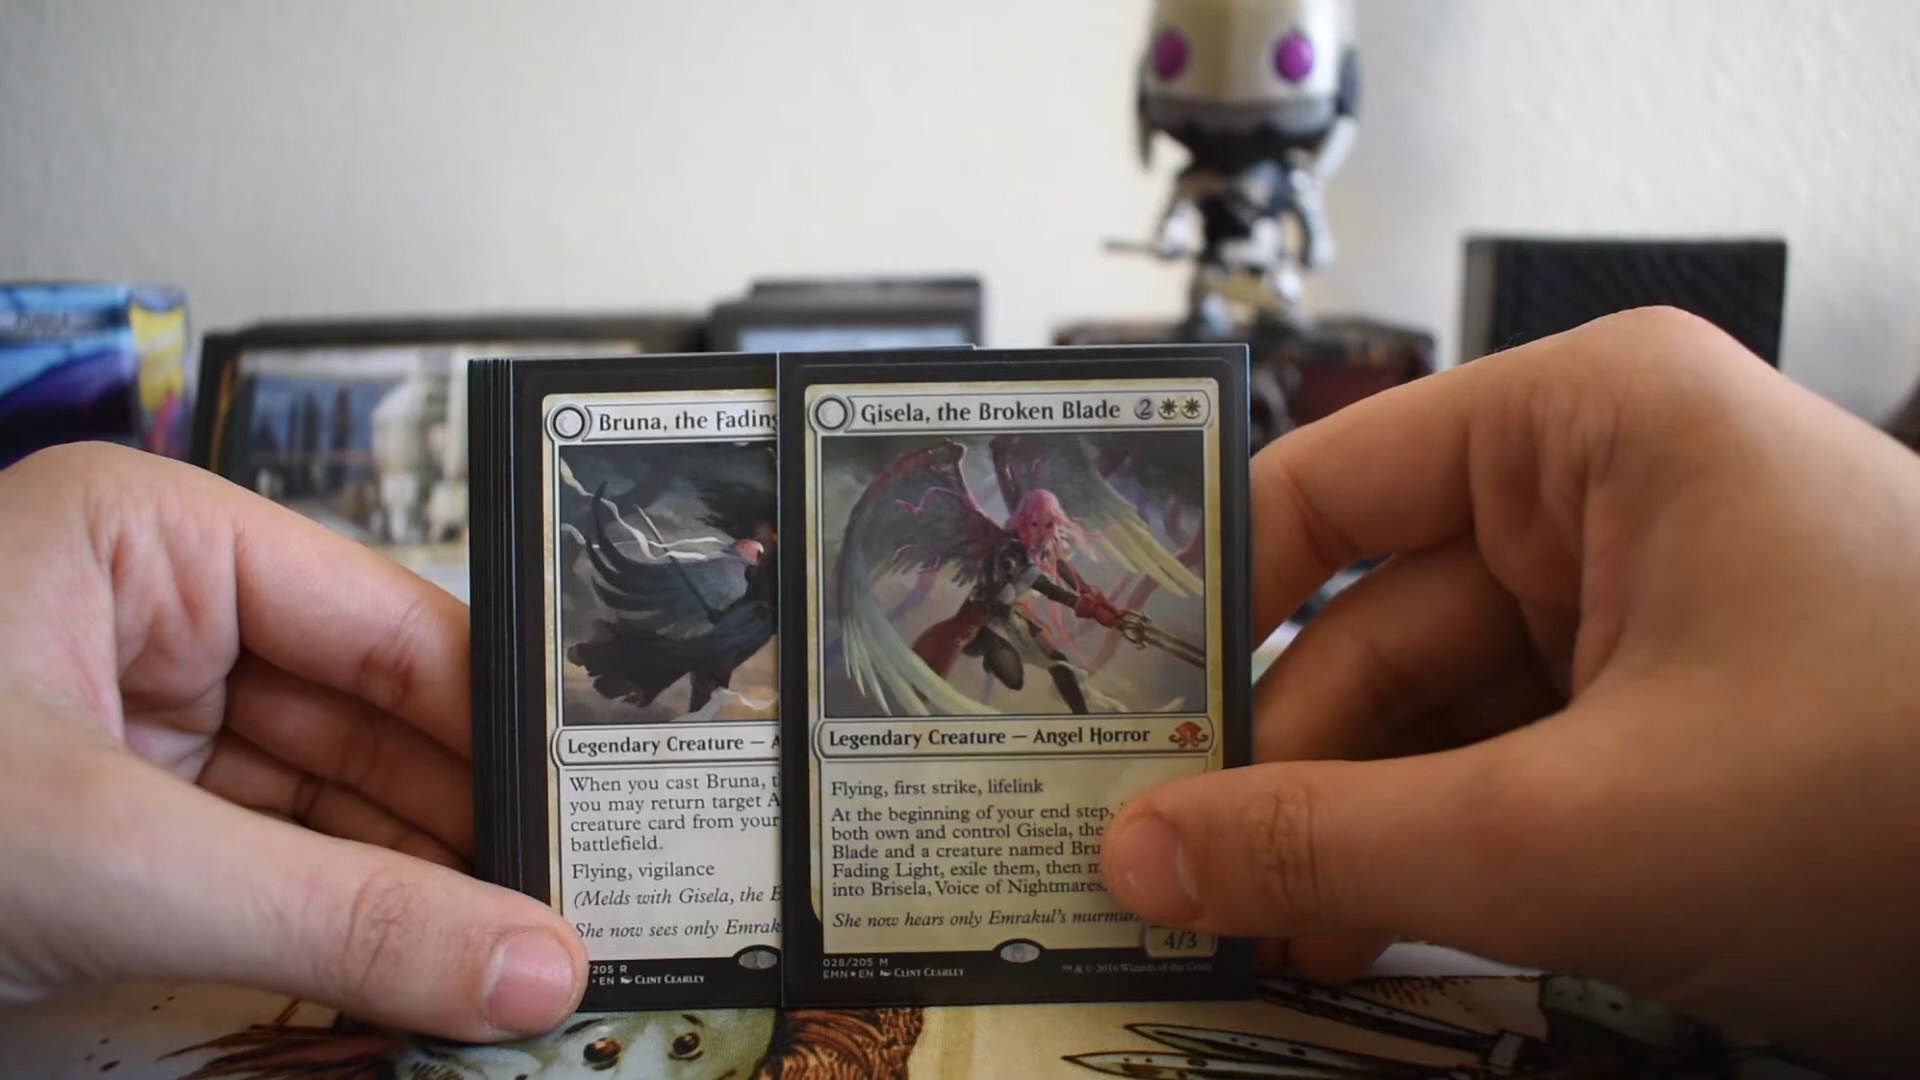 Bruna, the Fading
Legendary Creature —
When you cast Bruna,
you may return target
creature card from your
battlefield.
Flying, vigilance
(Melds with Gisela, the
She now sees only
/205 R
• EN CLINT CEARLEY
Gisela, the Broken Blade 2
Legendary Creature — Angel Horror
Flying, first strike, lifelink
At the beginning of your end step,
both own and control Gisela, the
Blade and a creature named
Fading Light, exile them, then
into Brisela, Voice of Nightmares.
She now hears only Emrakul's
4/3
028/205 M
EMN★EN CLINT CEARLEY
™ & © 2016 Wizards of the Coast